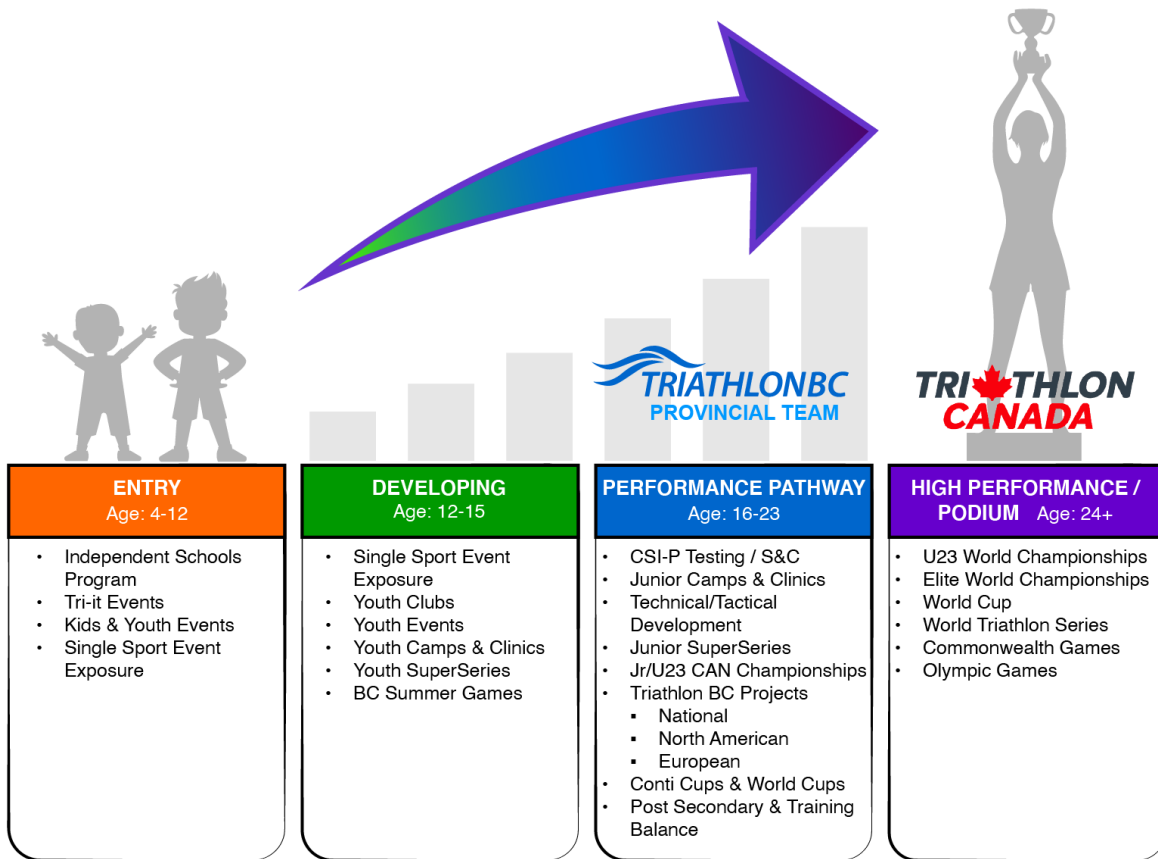 TRIATHLON BC
PROVINCIAL TEAM
TRI THLON
CANADA
ENTRY
Age: 4-12
• Independent Schools
Program
• Tri-it Events
• Kids & Youth Events
• Single Sport Event
Exposure
DEVELOPING
Age: 12-15
• Single Sport Event
Exposure
• Youth Clubs
• Youth Events
• Youth Camps & Clinics
• Youth SuperSeries
• BC Summer Games
PERFORMANCE PATHWAY
Age: 16-23
• CSI-P Testing / S&C
• Junior Camps & Clinics
• Technical/Tactical
Development
• Junior SuperSeries
• Jr/U23 CAN Championships
• Triathlon BC Projects
▪ National
▪ North American
▪ European
• Conti Cups & World Cups
• Post Secondary & Training
Balance
HIGH PERFORMANCE /
PODIUM Age: 24+
• U23 World Championships
• Elite World Championships
• World Cup
• World Triathlon Series
• Commonwealth Games
• Olympic Games